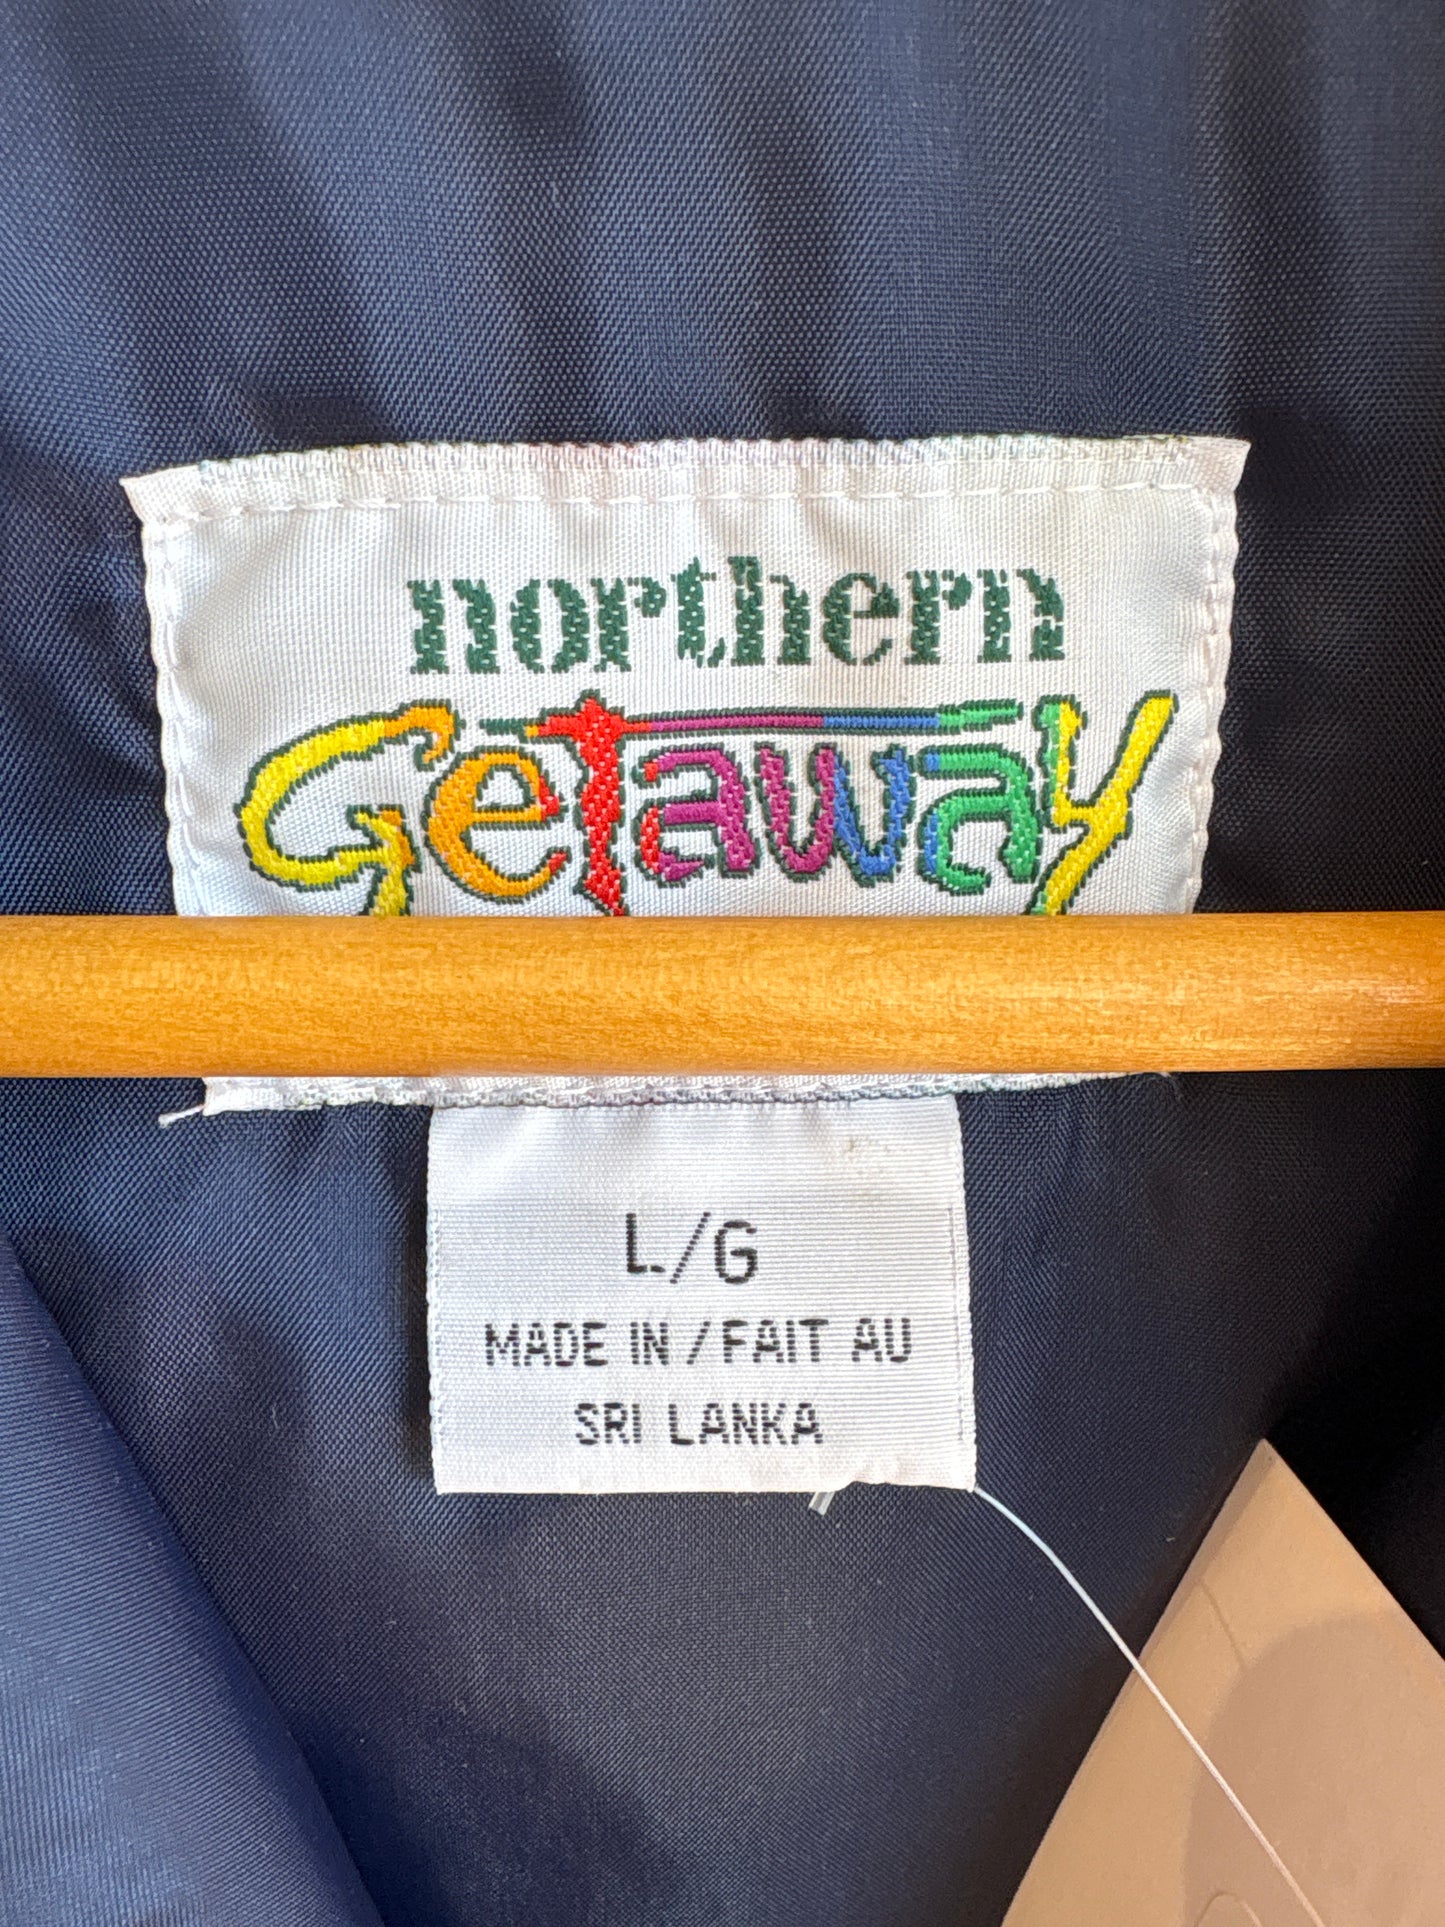 northern
Getaway
L/G
MADE IN / FAIT AU
SRI LANKA